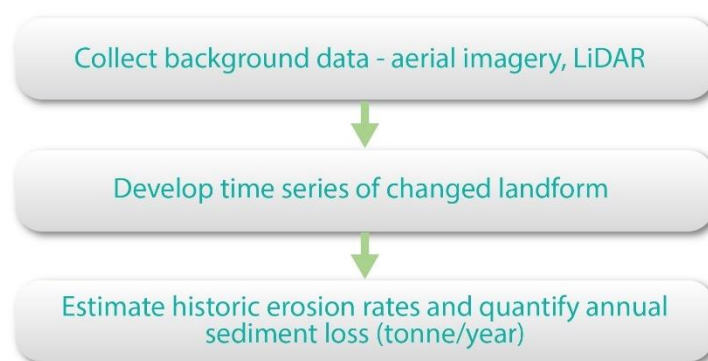 Collect background data - aerial imagery, LiDAR
Develop time series of changed landform
Estimate historic erosion rates and quantify annual
sediment loss (tonne/year)